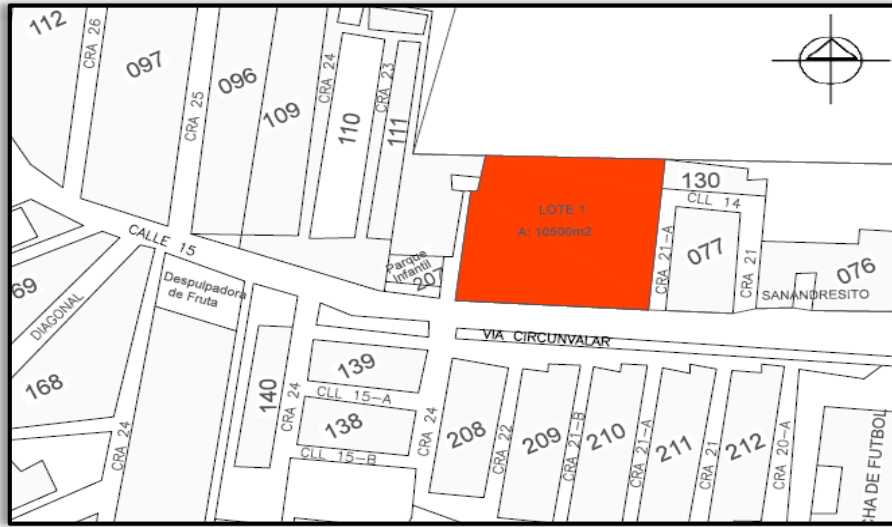 112
CRA 26
097
CRA 25
096
109
CRA 24
110
CRA 23
111
LOTE 1
A: 10500m2
130
CLL 14
CRA 21-A
077
CRA 21
076
SANANDRESITO
CALLE 15
Parque
Infantil
207
Despulpadora
de Fruta
69
DIAGONAL
168
VIA CIRCUNVALAR
139
CLL 15-A
140
CRA 24
138
CLL 15-B
CRA 24
CRA 24
208
CRA 22
209
CRA 21-B
210
CRA 21-A
211
CRA 21
212
CRA 20-A
HA DE FUTBOL